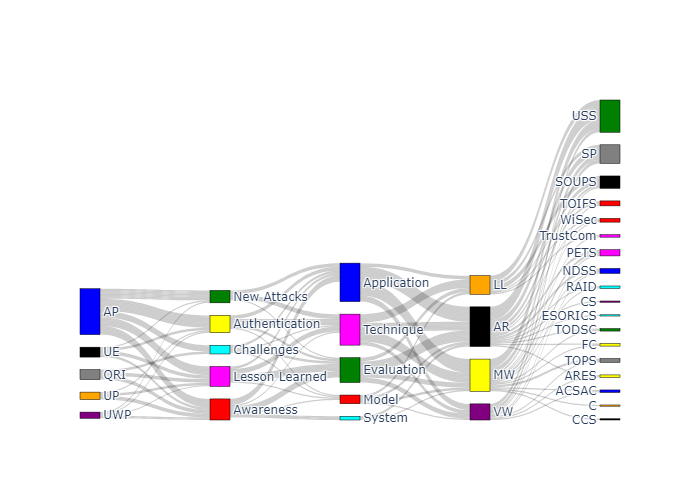 AP
UE
QRI
UP
UWP
New Attacks
Authentication
Challenges
Lesson Learned
Awareness
Application
Technique
Evaluation
Model
System
LL
AR
MW
VW
USS
SP
SOUPS
TOIFS
WiSec
TrustCom
PETS
NDSS
RAID
CS
ESORICS
TODSC
FC
TOPS
ARES
ACSAC
C
CCS